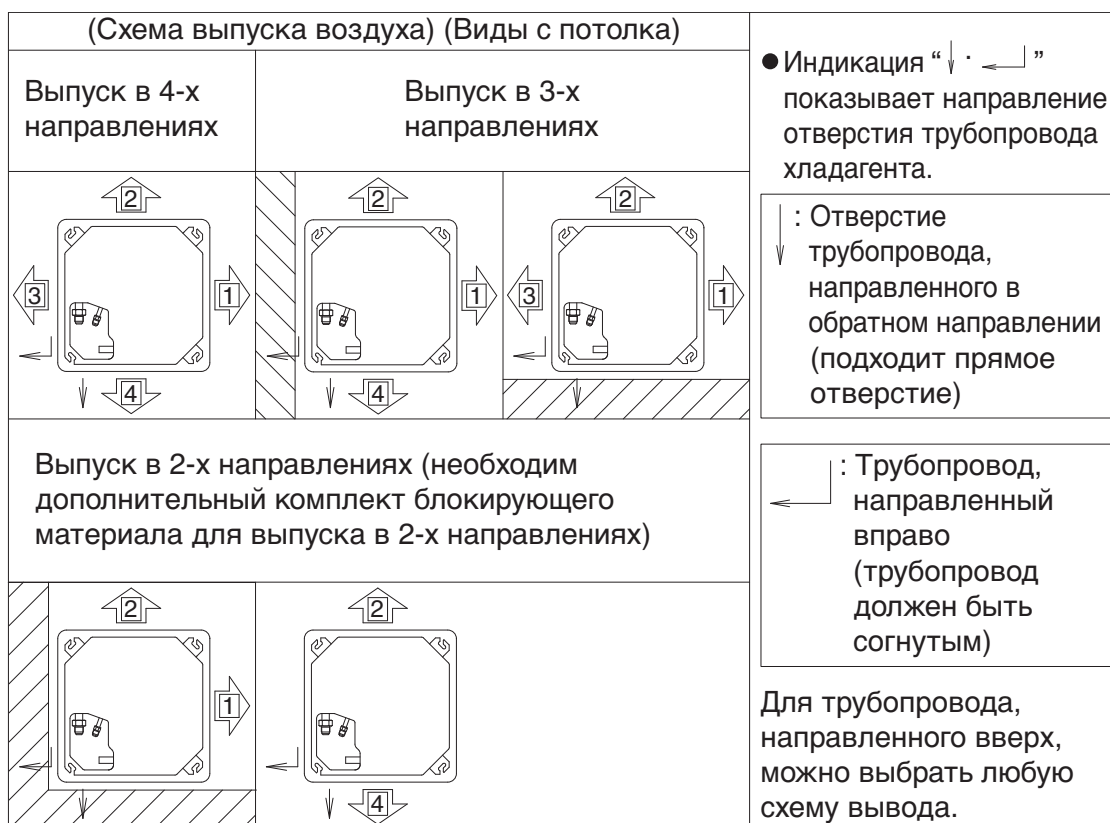 (Схема выпуска воздуха) (Виды с потолка)
Выпуск в 4-х
направлениях
Выпуск в 3-х
направлениях
2
3
1
4
2
1
4
2
3
1
Выпуск в 2-х направлениях (необходим
дополнительный комплект блокирующего
материала для выпуска в 2-х направлениях)
2
1
2
4
● Индикация “↓ · ↲”
показывает направление
отверстия трубопровода
хладагента.
↓ : Отверстие
трубопровода,
направленного в
обратном направлении
(подходит прямое
отверстие)
↲ : Трубопровод,
направленный
вправо
(трубопровод
должен быть
согнутым)
Для трубопровода,
направленного вверх,
можно выбрать любую
схему вывода.